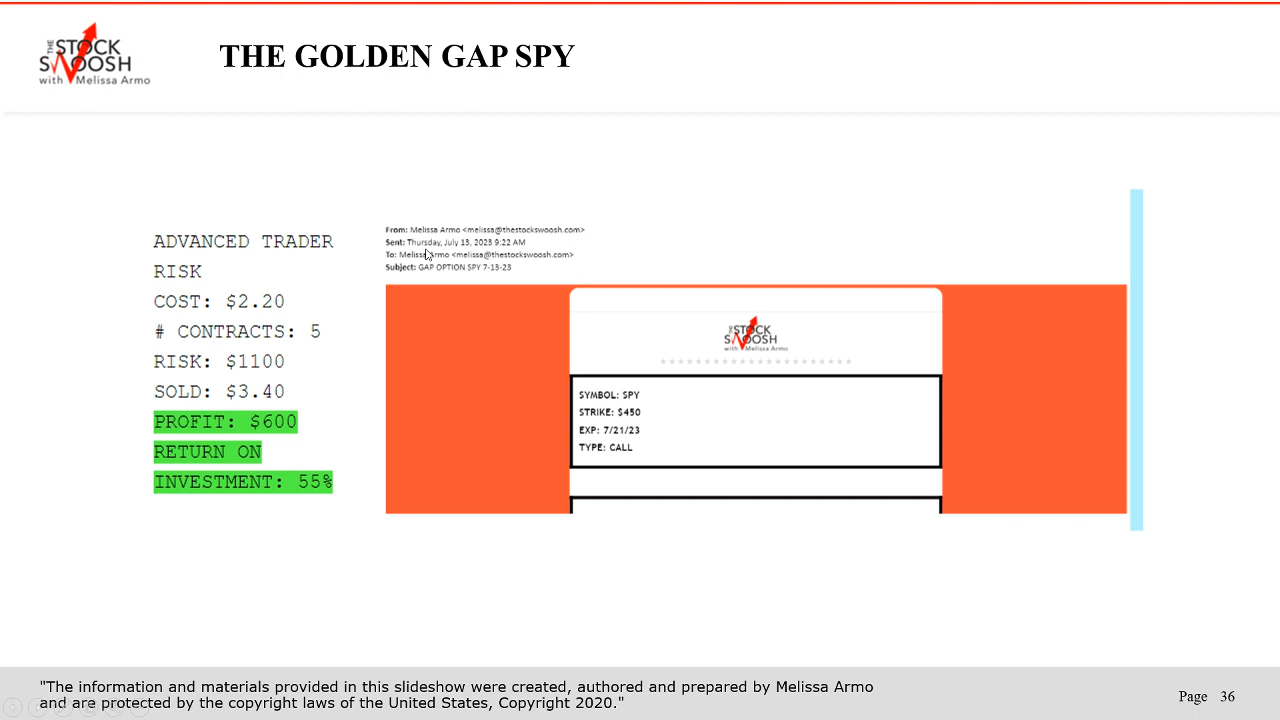 THE STOCK
SWOOSH
with Melissa Armo
THE GOLDEN GAP SPY
ADVANCED TRADER
RISK
COST: $2.20
# CONTRACTS: 5
RISK: $1100
SOLD: $3.40
PROFIT: $600
RETURN ON
INVESTMENT: 55%
From: Melissa Armo <melissa@thestockswoosh.com>
Sent: Thursday, July 13, 2023 9:22 AM
To: Melissa Armo <melissa@thestockswoosh.com>
Subject: GAP OPTION SPY 7-13-23
THE STOCK
SWOOSH
with Melissa Armo
SYMBOL: SPY
STRIKE: $450
EXP: 7/21/23
TYPE: CALL
"The information and materials provided in this slideshow were created, authored and prepared by Melissa Armo
and are protected by the copyright laws of the United States, Copyright 2020."
Page 36